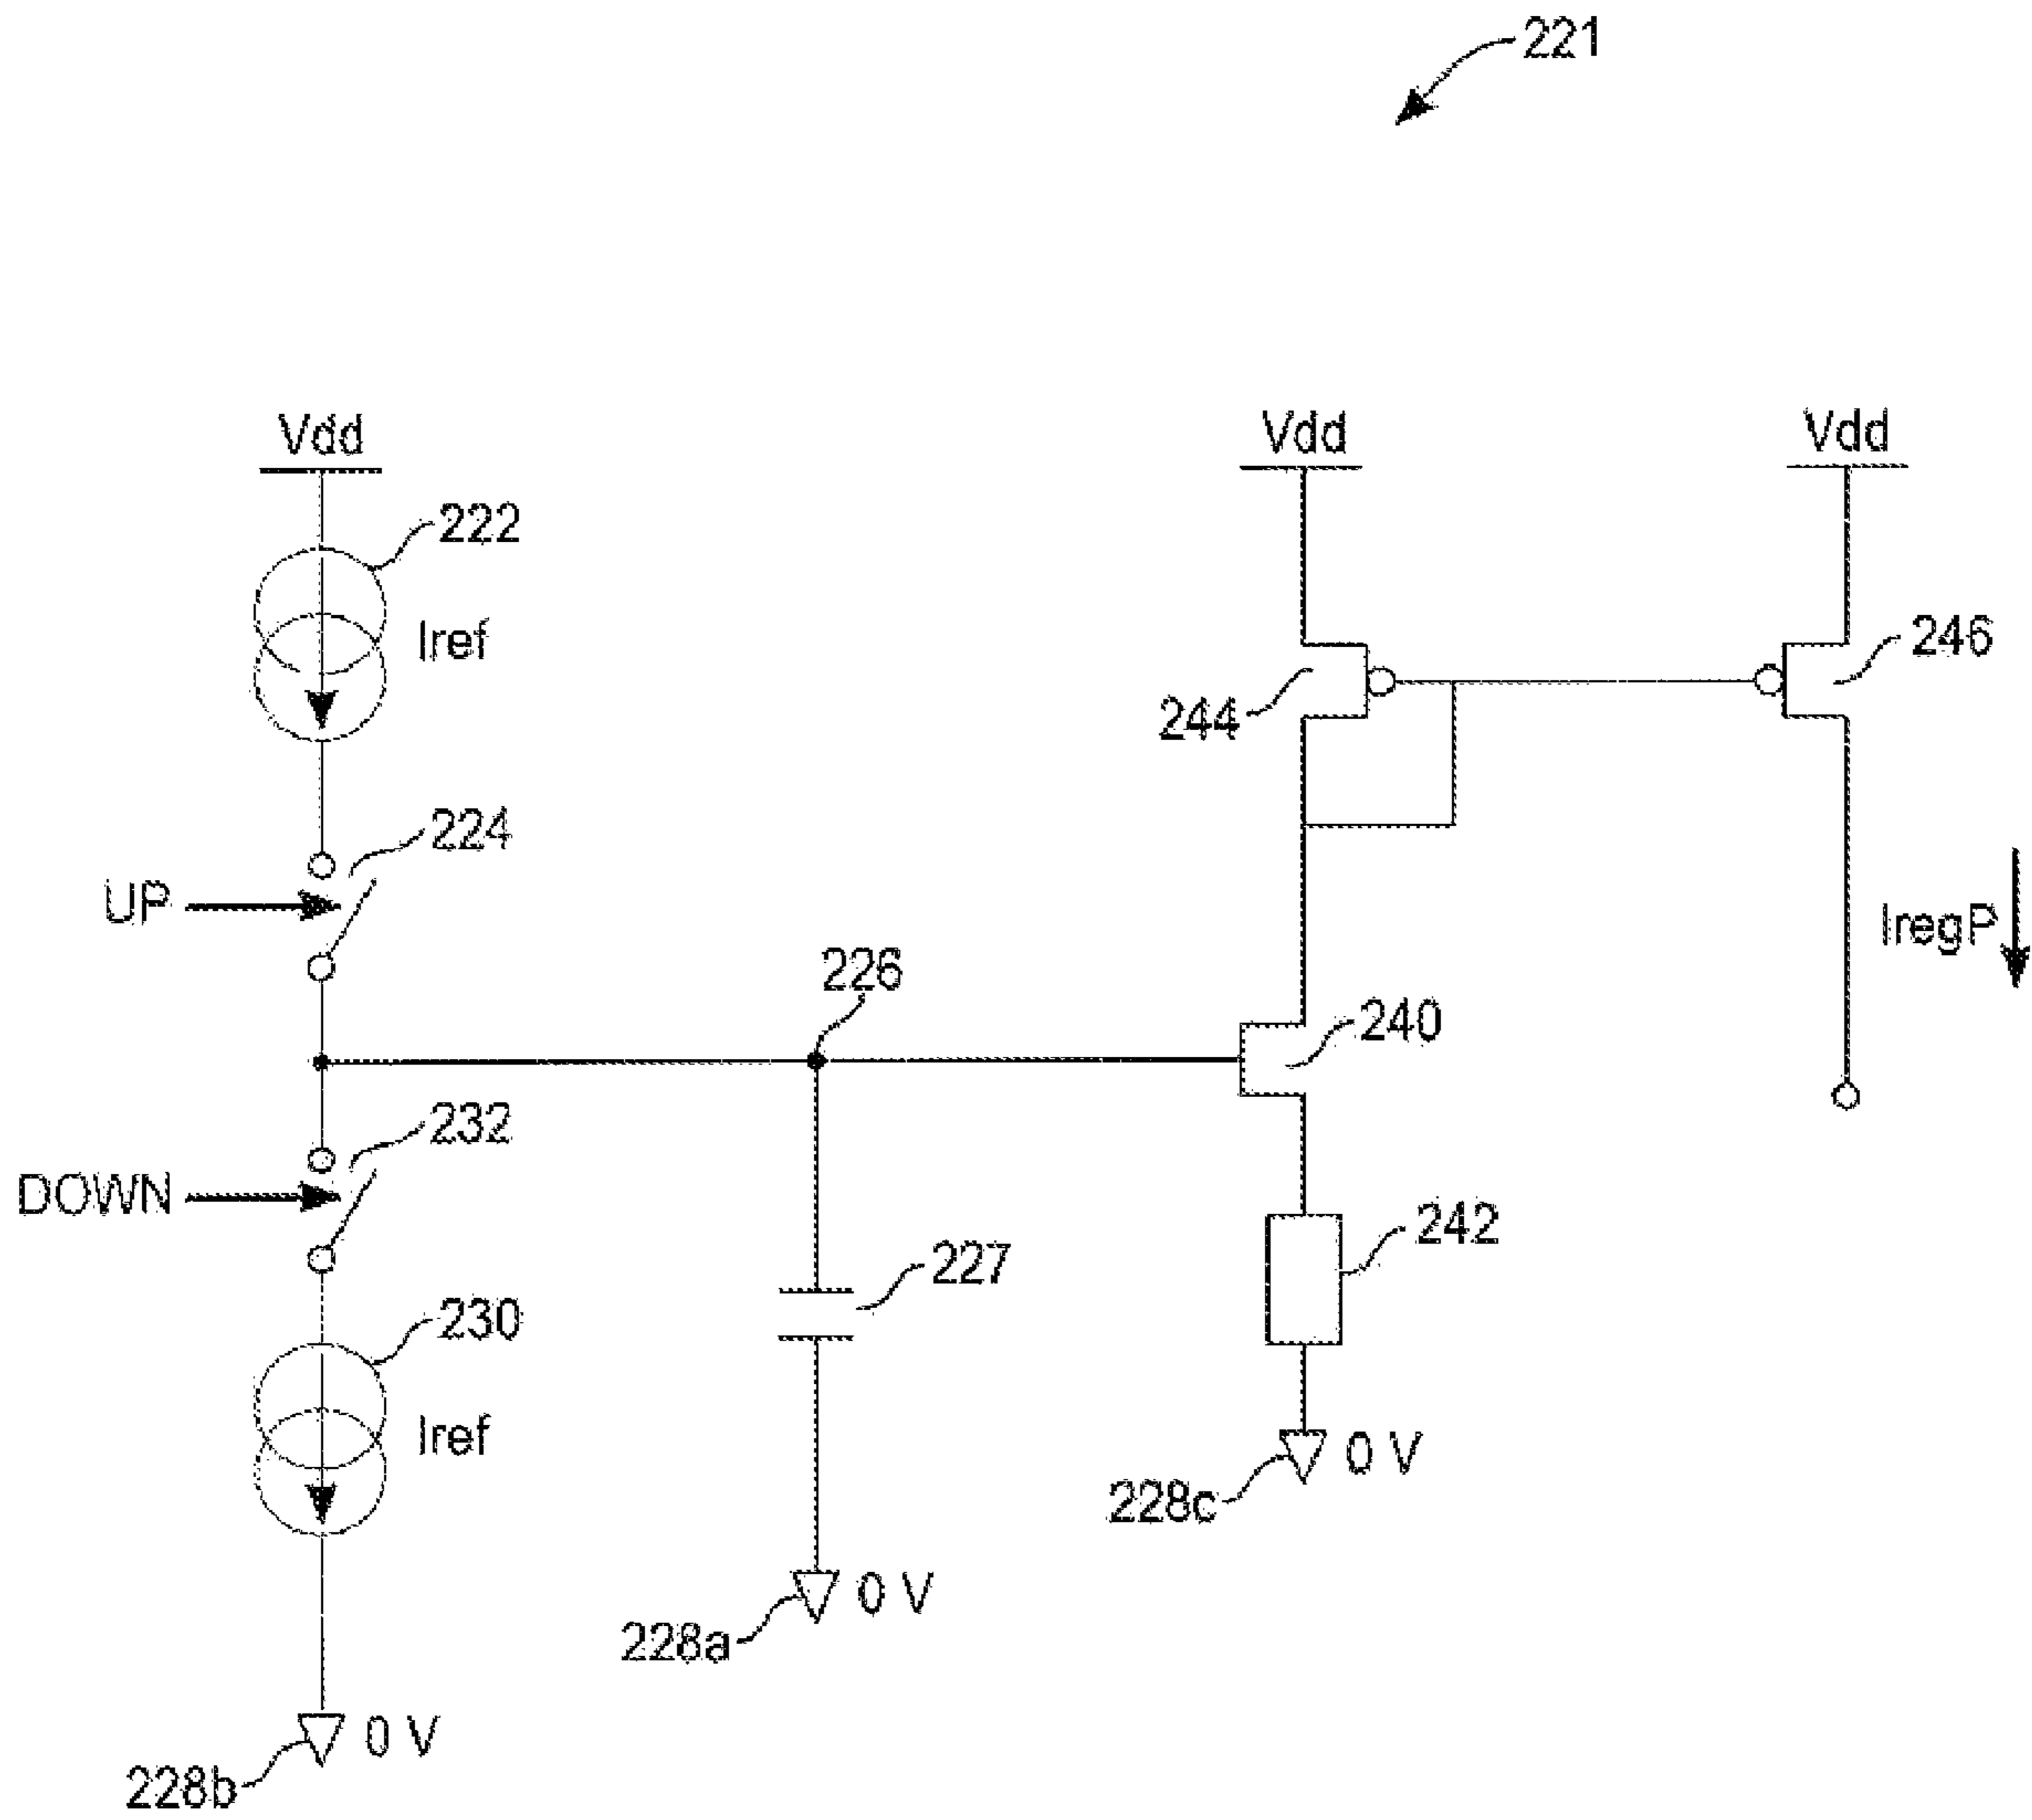 221
Vdd
Vdd
Vdd
222
Iref
246
244
224
UP
IregP
226
240
232
DOWN
242
227
230
Iref
0 V
228c
0 V
228a
0 V
228b